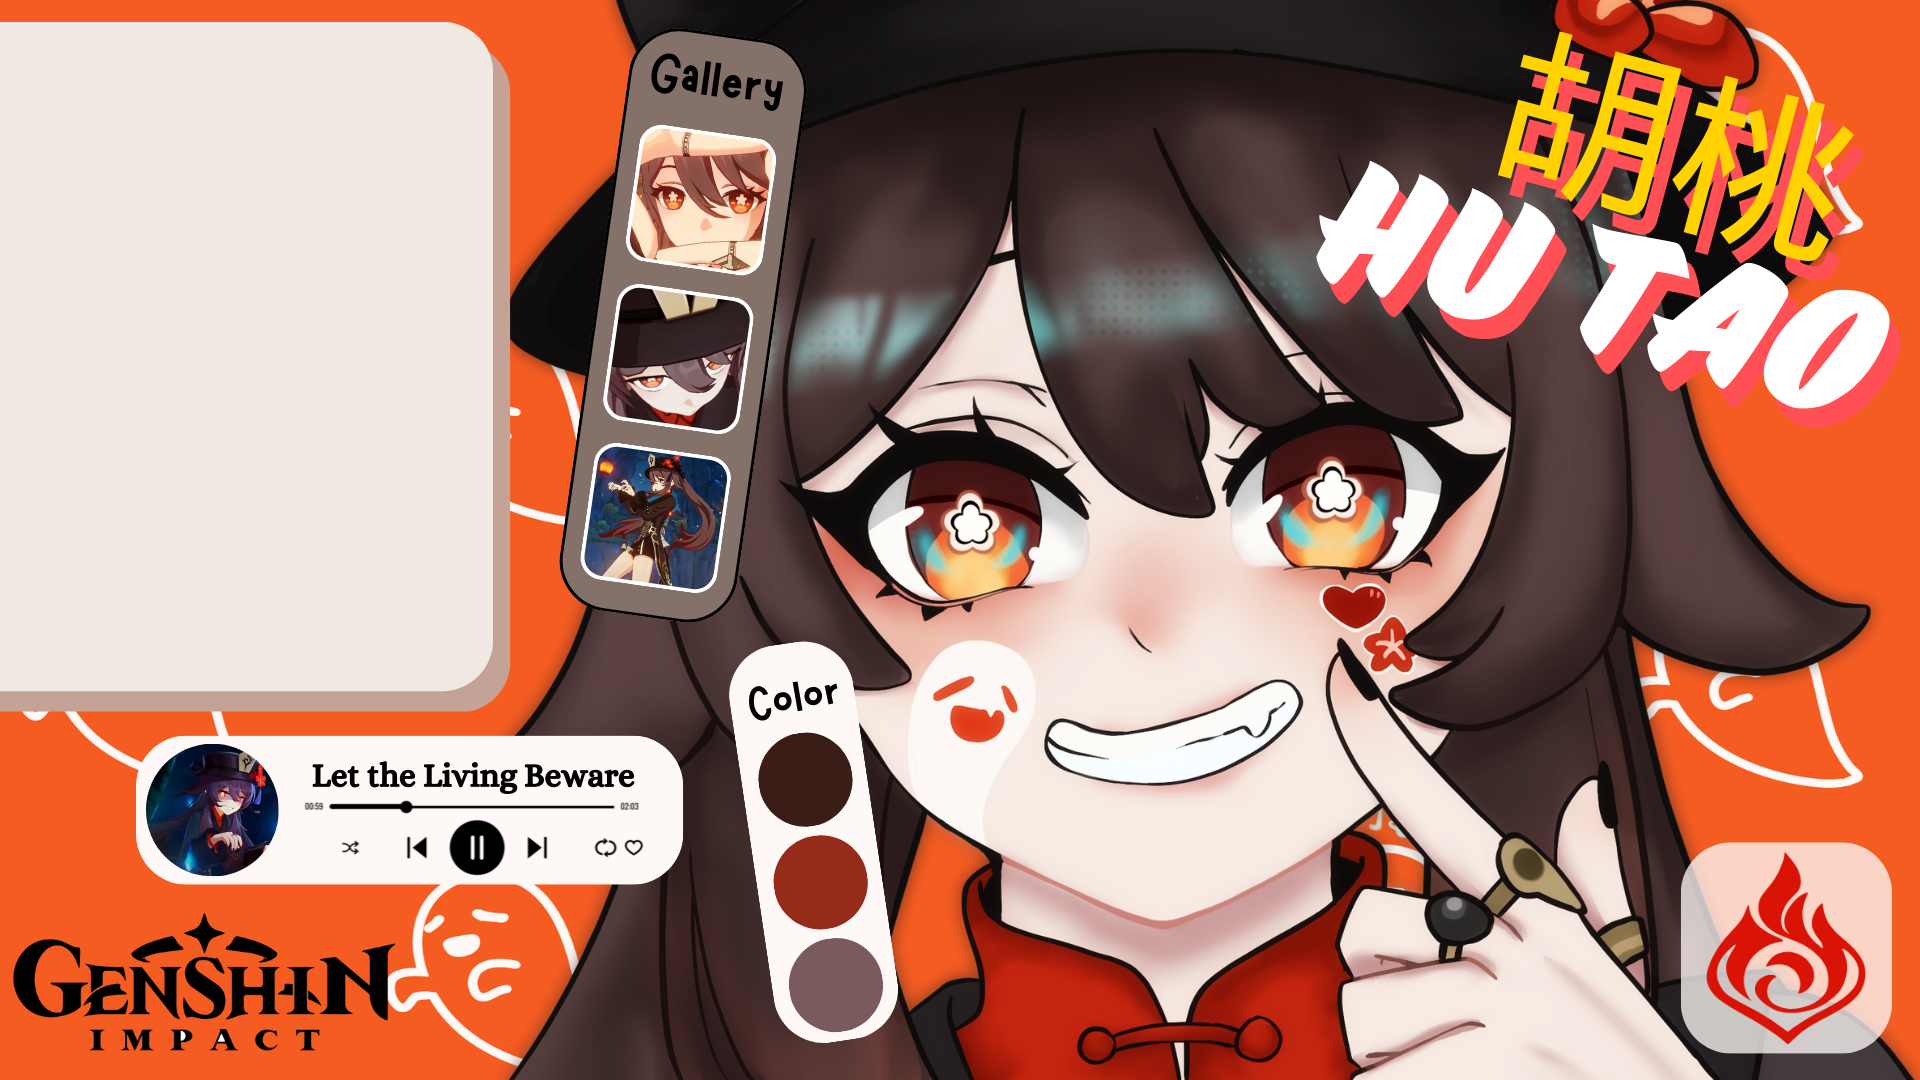 Gallery
胡桃
HU TAO
Color
Let the Living Beware
00:59
02:03
GENSHIN
IMPACT